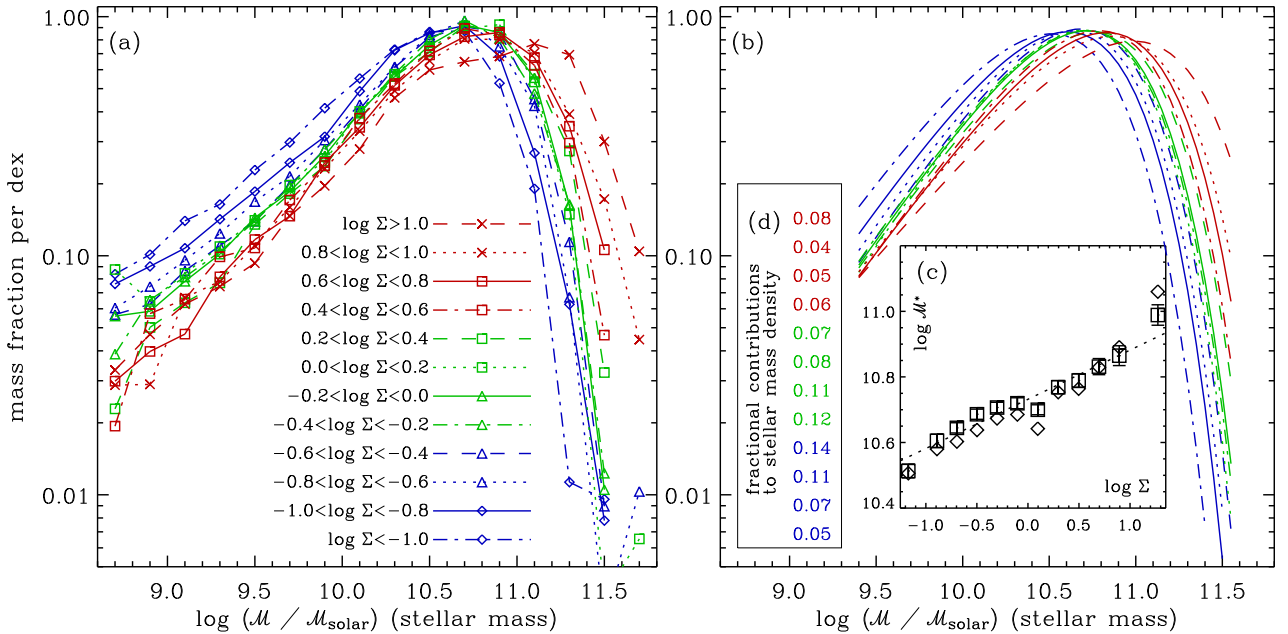 (a)
mass fraction per dex
1.00
0.10
0.01
log Σ>1.0
0.8<log Σ<1.0
0.6<log Σ<0.8
0.4<log Σ<0.6
0.2<log Σ<0.4
0.0<log Σ<0.2
−0.2<log Σ<0.0
−0.4<log Σ<−0.2
−0.6<log Σ<−0.4
−0.8<log Σ<−0.6
−1.0<log Σ<−0.8
log Σ<−1.0
9.0 9.5 10.0 10.5 11.0 11.5
log (ℳ / ℳsolar) (stellar mass)
(b)
1.00
0.10
0.01
(d)
fractional contributions
to stellar mass density
0.08
0.04
0.05
0.06
0.07
0.08
0.11
0.12
0.14
0.11
0.07
0.05
(c)
log ℳ*
11.0
10.8
10.6
10.4
log Σ
−1.0 −0.5 0.0 0.5 1.0
9.0 9.5 10.0 10.5 11.0 11.5
log (ℳ / ℳsolar) (stellar mass)